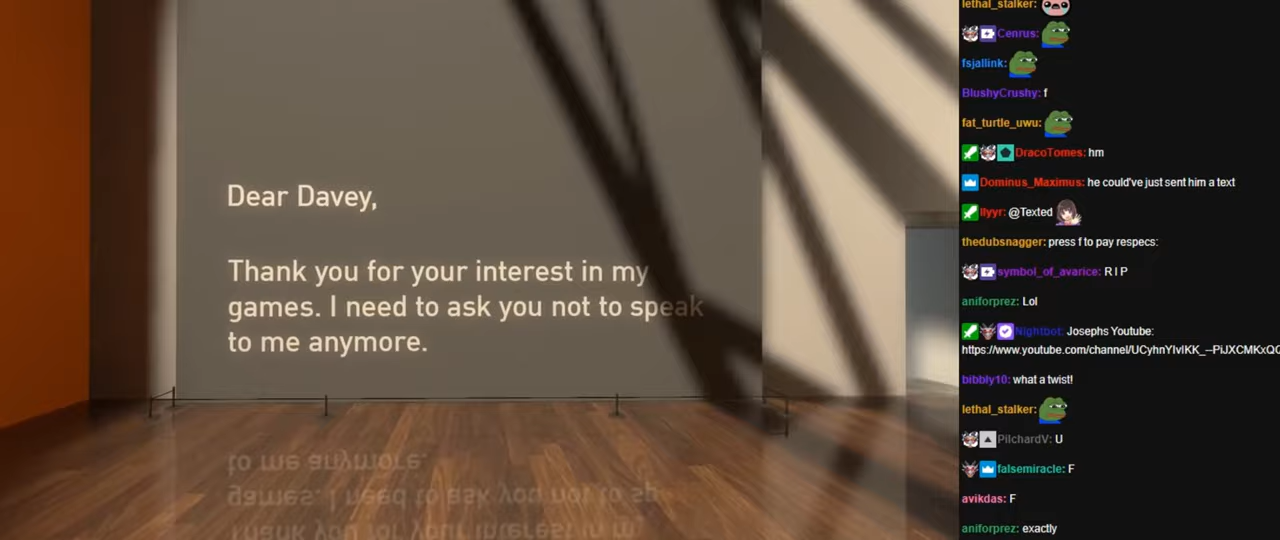 Dear Davey,
Thank you for your interest in my
games. I need to ask you not to speak
to me anymore.
lethal_stalker:
Cenrus:
fsjallink:
BlushyCrushy: f
fat_turtle_uwu:
DracoTomes: hm
Dominus_Maximus: he could've just sent him a text
llyyr: @Texted
thedubsnagger: press f to pay respecs:
symbol_of_avarice: R I P
aniforprez: Lol
Nightbot: Josephs Youtube:
bibbly10: what a twist!
lethal_stalker:
PilchardV: U
falsemiracle: F
avikdas: F
aniforprez: exactly